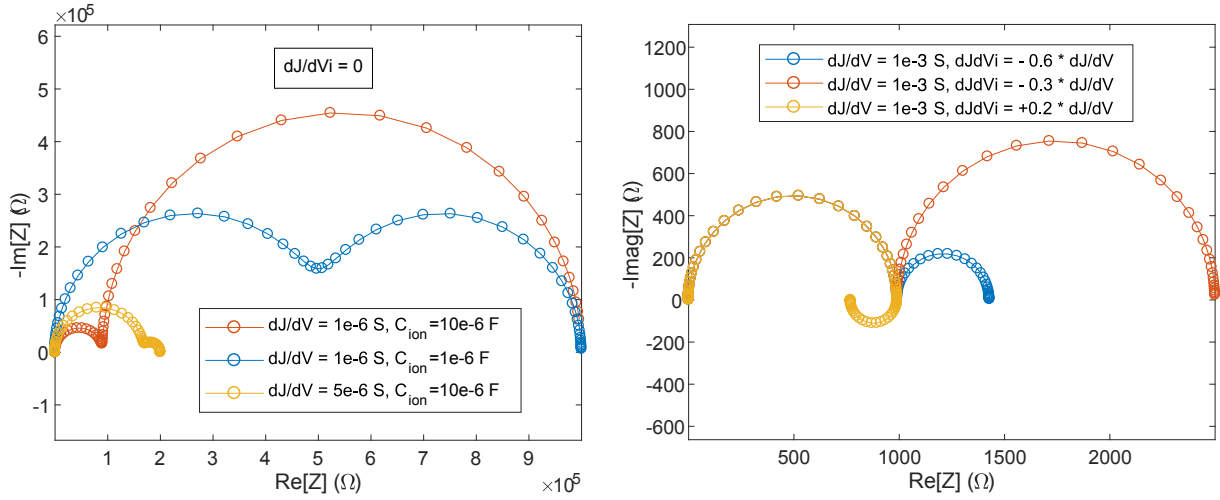 ×10⁵
6
5
4
3
2
1
0
-1
-Im[Z] (Ω)
dJ/dVi = 0
dJ/dV = 1e-6 S, C_ion=10e-6 F
dJ/dV = 1e-6 S, C_ion=1e-6 F
dJ/dV = 5e-6 S, C_ion=10e-6 F
1 2 3 4 5 6 7 8 9 10
Re[Z] (Ω)
×10⁵
1200
1000
800
600
400
200
0
-200
-400
-600
-Imag[Z] (Ω)
dJ/dV = 1e-3 S, dJdVi = - 0.6 * dJ/dV
dJ/dV = 1e-3 S, dJdVi = - 0.3 * dJ/dV
dJ/dV = 1e-3 S, dJdVi = +0.2 * dJ/dV
500 1000 1500 2000
Re[Z] (Ω)